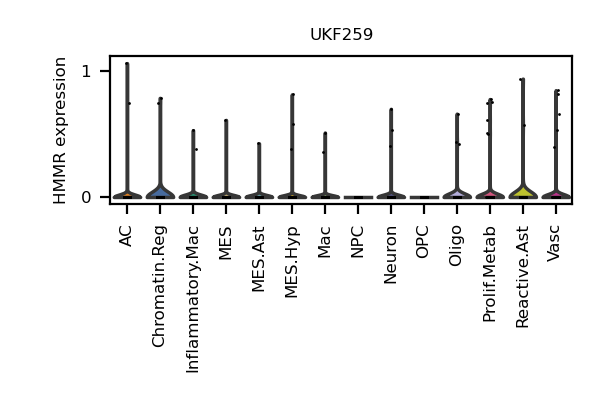 UKF259
HMMR expression
1
0
AC
Chromatin.Reg
Inflammatory.Mac
MES
MES.Ast
MES.Hyp
Mac
NPC
Neuron
OPC
Oligo
Prolif.Metab
Reactive.Ast
Vasc